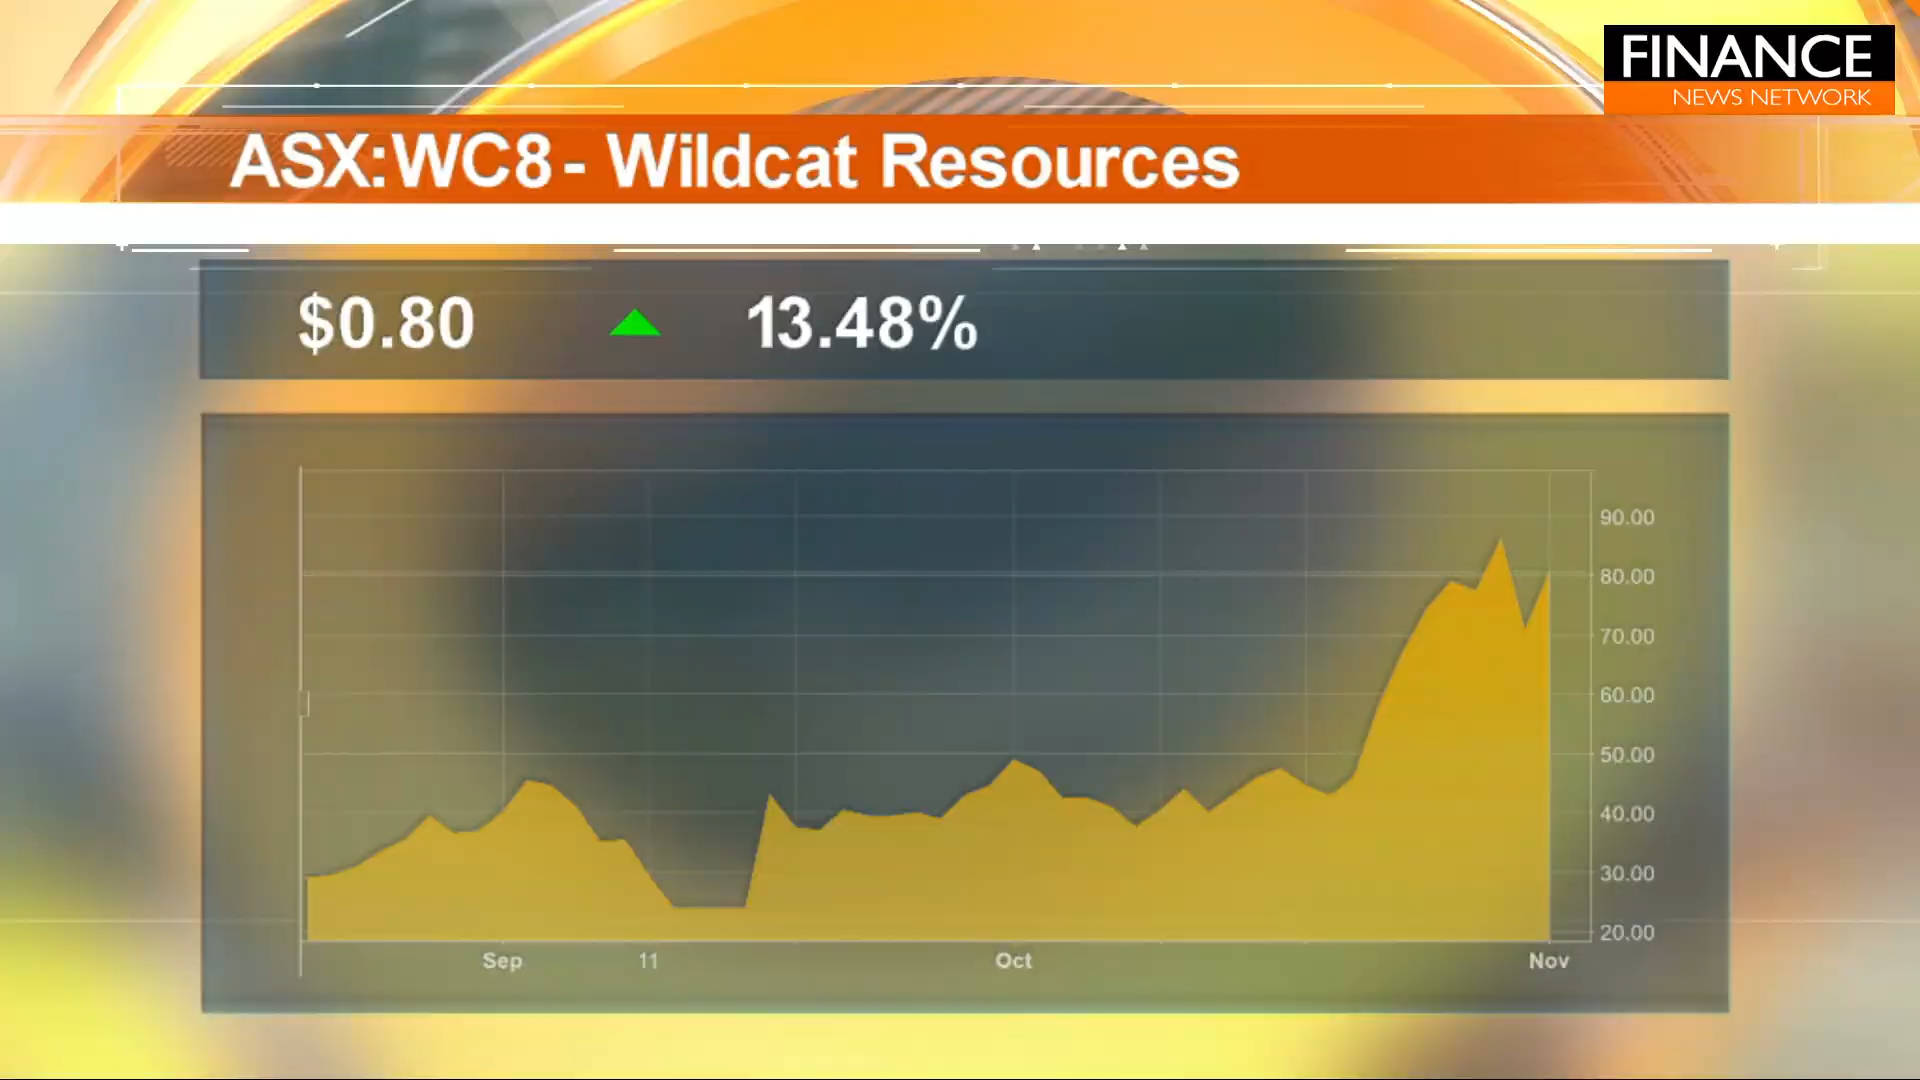 FINANCE
NEWS NETWORK
ASX:WC8 - Wildcat Resources
$0.80 13.48%
90.00
80.00
70.00
60.00
50.00
40.00
30.00
20.00
Sep 11 Oct Nov